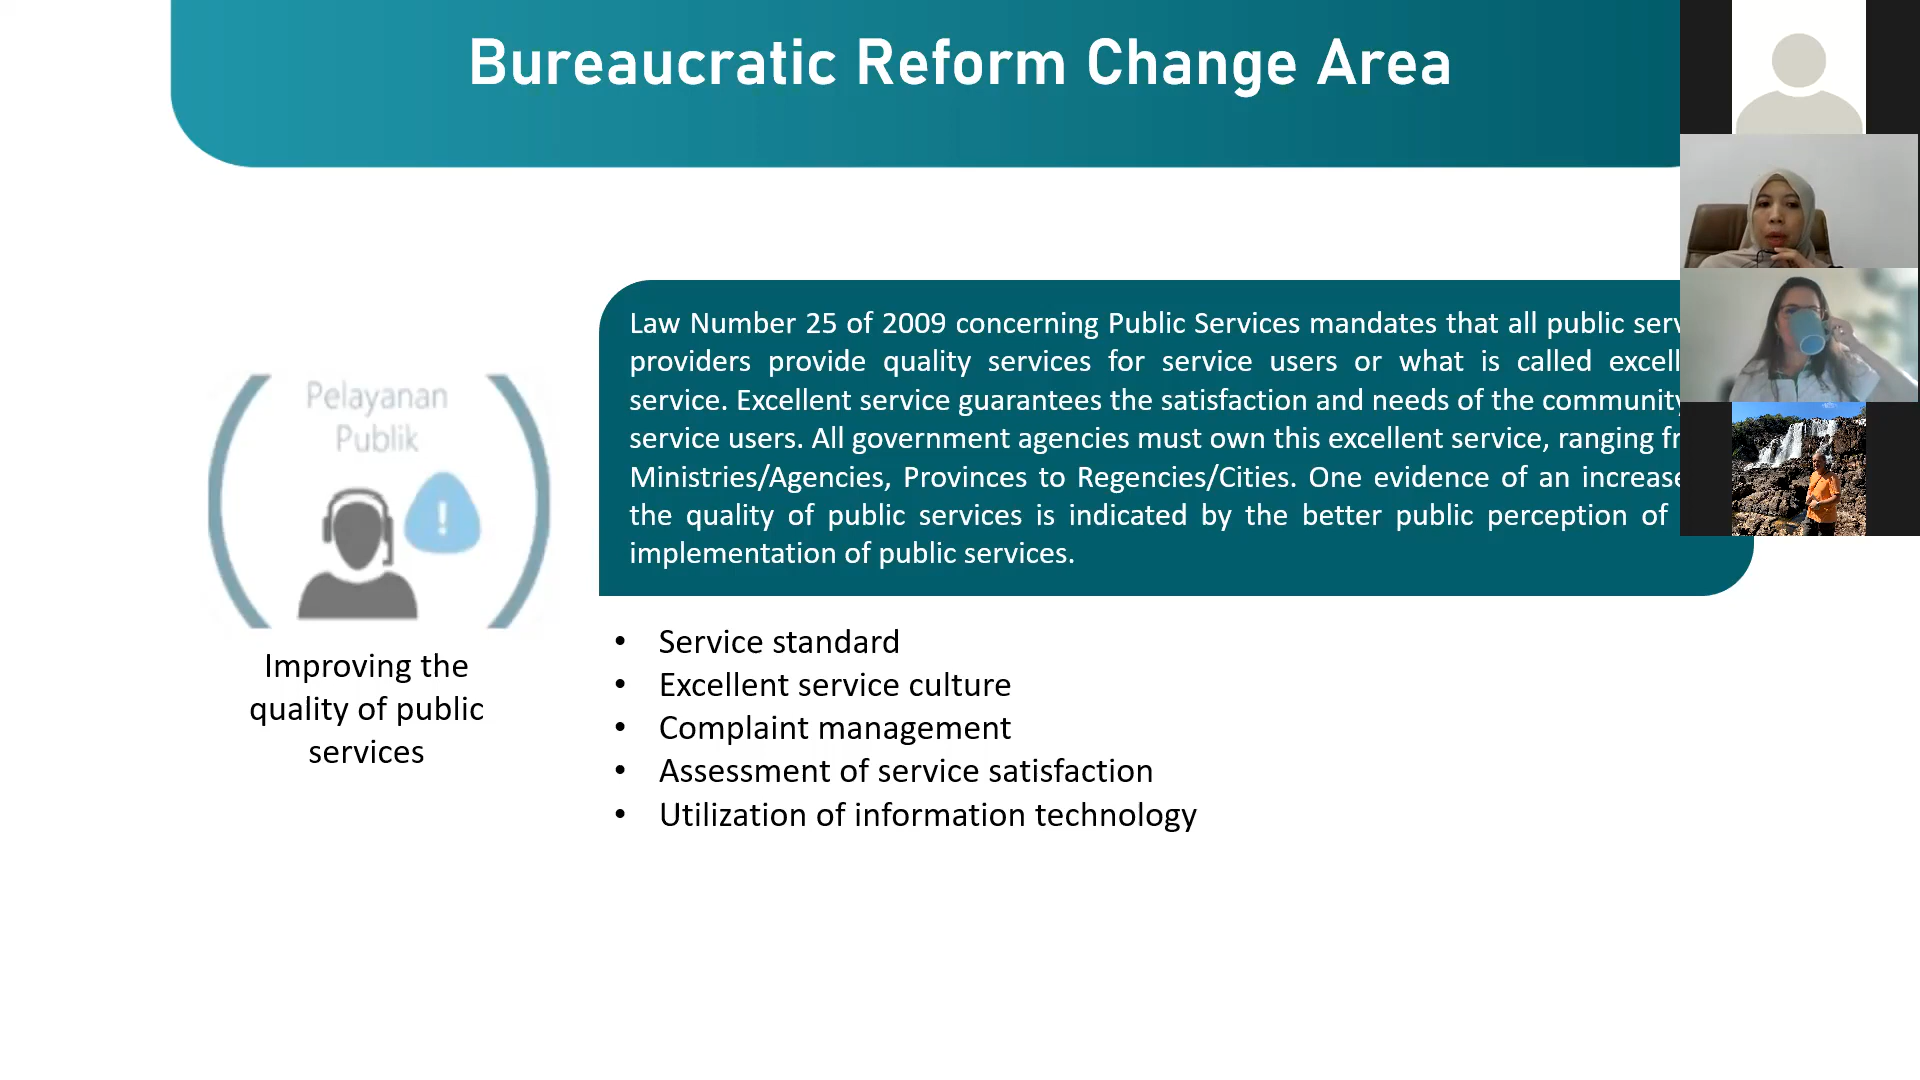 Bureaucratic Reform Change Area
Pelayanan
Publik
Improving the
quality of public
services
Law Number 25 of 2009 concerning Public Services mandates that all public
providers provide quality services for service users or what is called
service. Excellent service guarantees the satisfaction and needs of the community
service users. All government agencies must own this excellent service, ranging
Ministries/Agencies, Provinces to Regencies/Cities. One evidence of an
the quality of public services is indicated by the better public perception of
implementation of public services.
• Service standard
• Excellent service culture
• Complaint management
• Assessment of service satisfaction
• Utilization of information technology